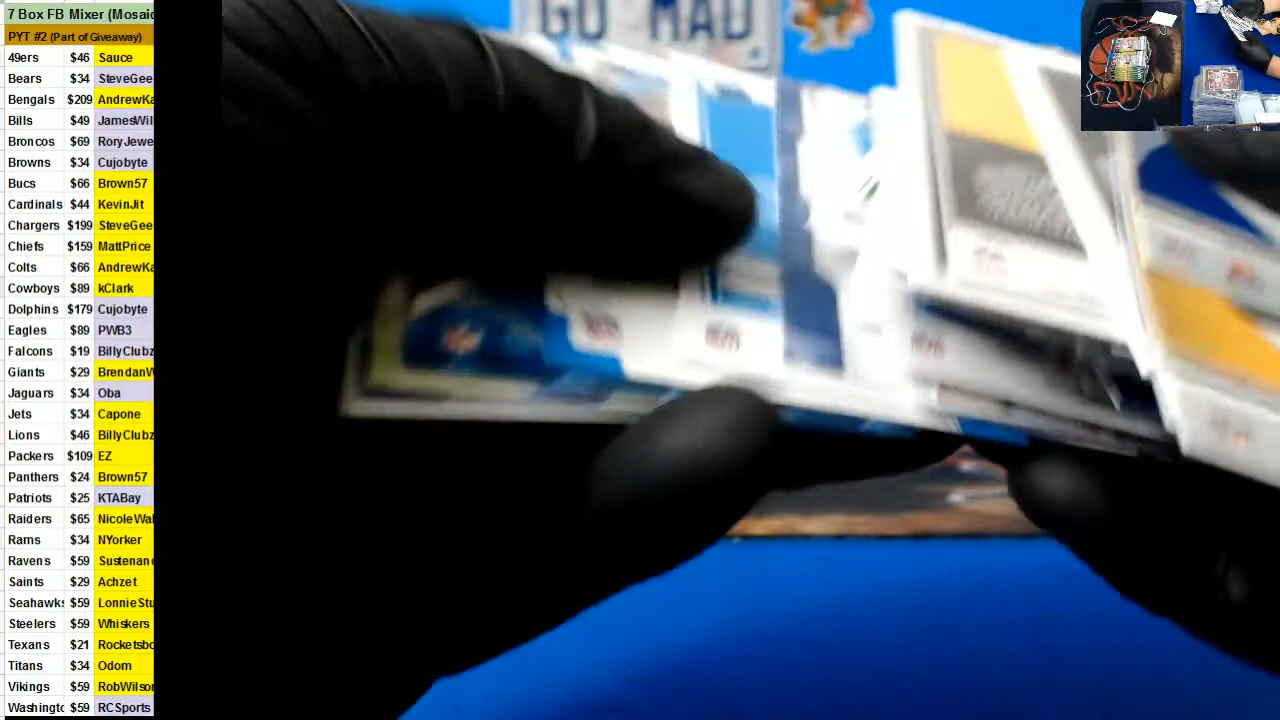 7 Box FB Mixer (Mosaic
PYT #2 (Part of Giveaway)
49ers $46 Sauce
Bears $34 SteveGee
Bengals $209 AndrewKa
Bills $49 JamesWil
Broncos $69 RoryJewe
Browns $34 Cujobyte
Bucs $66 Brown57
Cardinals $44 KevinJit
Chargers $199 SteveGee
Chiefs $159 MattPrice
Colts $66 AndrewKa
Cowboys $89 kClark
Dolphins $179 Cujobyte
Eagles $89 PWB3
Falcons $19 BillyClubz
Giants $29 BrendanW
Jaguars $34 Oba
Jets $34 Capone
Lions $46 BillyClubz
Packers $109 EZ
Panthers $24 Brown57
Patriots $25 KTABay
Raiders $65 NicoleWal
Rams $34 NYorker
Ravens $59 Sustenanc
Saints $29 Achzet
Seahawks $59 LonnieStu
Steelers $59 Whiskers
Texans $21 Rocketsbo
Titans $34 Odom
Vikings $59 RobWilson
Washingto $59 RCSports
GO MAD